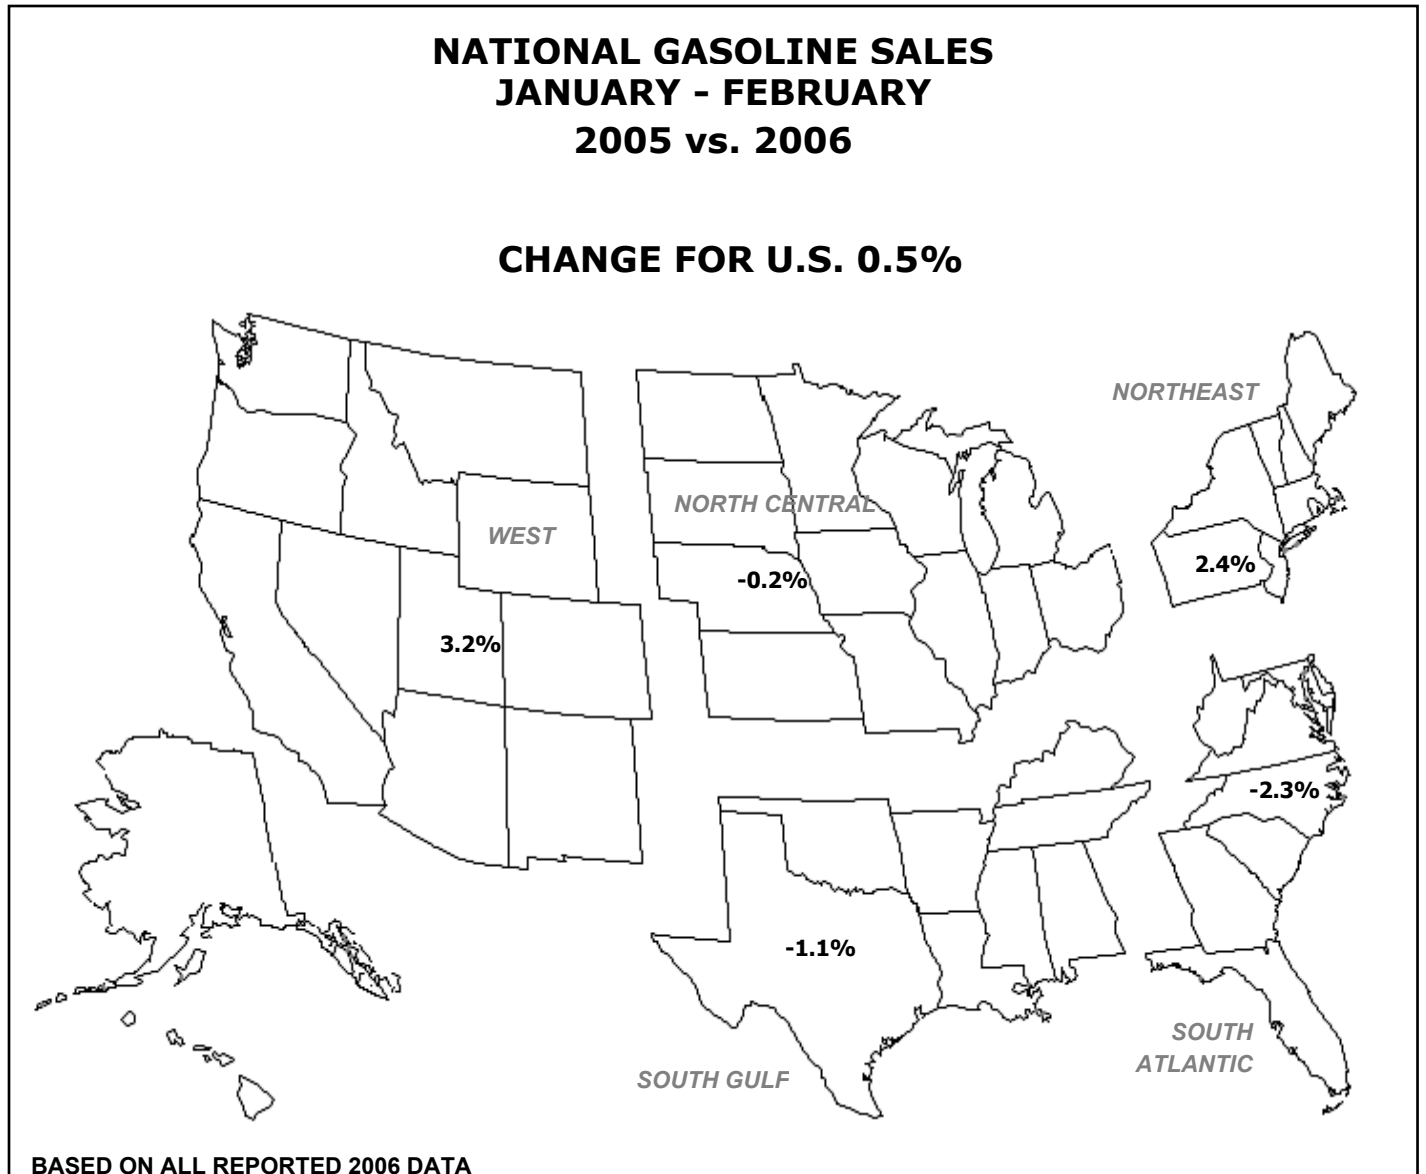 NATIONAL GASOLINE SALES
JANUARY - FEBRUARY
2005 vs. 2006
CHANGE FOR U.S. 0.5%
NORTHEAST
NORTH CENTRAL
WEST
2.4%
-0.2%
3.2%
-2.3%
-1.1%
SOUTH
ATLANTIC
SOUTH GULF
BASED ON ALL REPORTED 2006 DATA